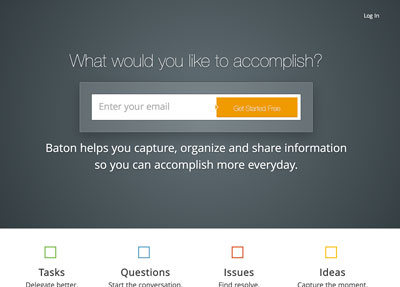 Log In
What would you like to accomplish?
Enter your email
Get Started Free
Baton helps you capture, organize and share information
so you can accomplish more everyday.
Tasks Questions Issues Ideas
Delegate better. Start the conversation. Find resolve. Capture the moment.